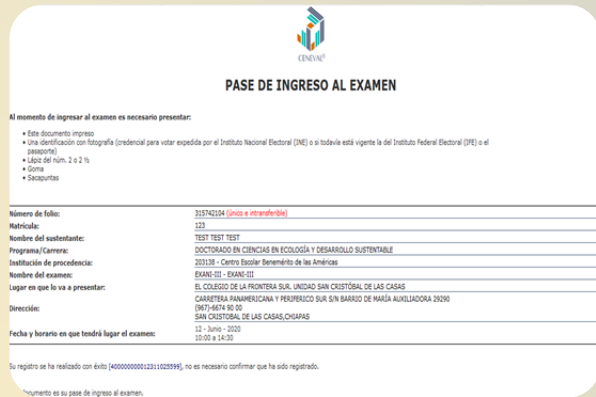 CENEVAL®
PASE DE INGRESO AL EXAMEN
Al momento de ingresar al examen es necesario presentar:
• Este documento impreso
• Una identificación con fotografía (credencial para votar expedida por el Instituto Nacional Electoral (INE) o si todavía está vigente la del Instituto Federal Electoral (IFE) o el
pasaporte)
• Lápiz del núm. 2 o 2 ½
• Goma
• Sacapuntas
Número de folio: 315742104 (único e intransferible)
Matrícula: 123
Nombre del sustentante: TEST TEST TEST
Programa/Carrera: DOCTORADO EN CIENCIAS EN ECOLOGÍA Y DESARROLLO SUSTENTABLE
Institución de procedencia: 203138 - Centro Escolar Benemérito de las Américas
Nombre del examen: EXANI-III - EXANI-III
Lugar en que lo va a presentar: EL COLEGIO DE LA FRONTERA SUR. UNIDAD SAN CRISTÓBAL DE LAS CASAS
Dirección: CARRETERA PANAMERICANA Y PERIFERICO SUR S/N BARRIO DE MARÍA AUXILIADORA 29290
(967)-6674 90 00
SAN CRISTOBAL DE LAS CASAS,CHIAPAS
Fecha y horario en que tendrá lugar el examen: 12 - Junio - 2020
10:00 a 14:30
Su registro se ha realizado con éxito [400000000012311025599], no es necesario confirmar que ha sido registrado.
documento es su pase de ingreso al examen.